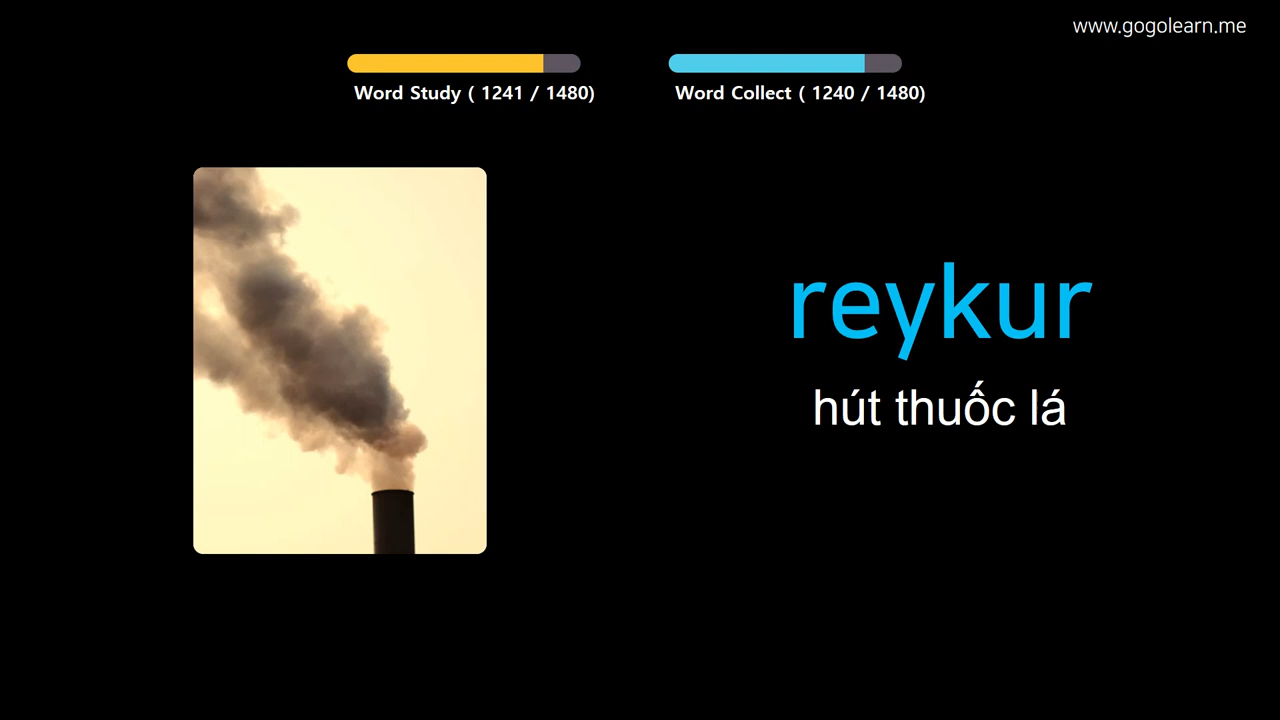 www.gogolearn.me
Word Study ( 1241 / 1480)
Word Collect ( 1240 / 1480)
reykur
hút thuốc lá